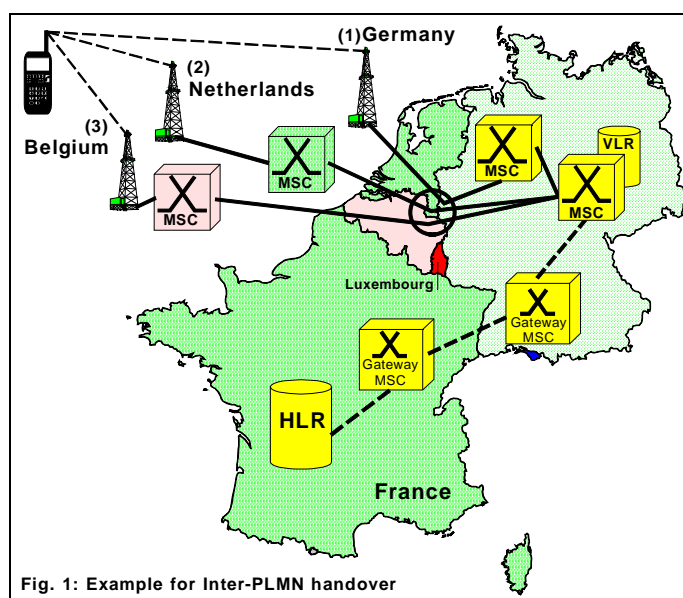 (1)Germany
(2)
Netherlands
(3)
Belgium
MSC
MSC
MSC
VLR
MSC
Luxembourg
Gateway
MSC
Gateway
MSC
HLR
France
Fig. 1: Example for Inter-PLMN handover